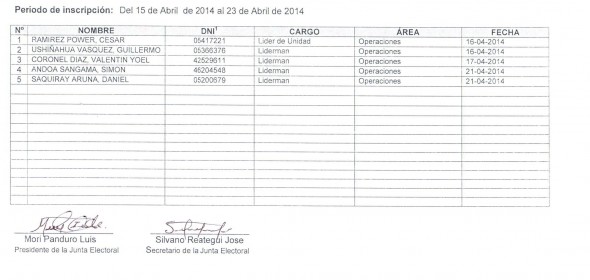 Periodo de inscripción: Del 15 de Abril de 2014 al 23 de Abril de 2014
Nº NOMBRE DNI¹ CARGO ÁREA FECHA
1 RAMIREZ POWER, CESAR 05417221 Lider de Unidad Operaciones 16-04-2014
2 USHIÑAHUA VASQUEZ, GUILLERMO 05366376 Liderman Operaciones 16-04-2014
3 CORONEL DIAZ, VALENTIN YOEL 42529611 Liderman Operaciones 17-04-2014
4 ANDOA SANGAMA, SIMON 45204548 Liderman Operaciones 21-04-2014
5 SAQUIRAY ARUNA, DANIEL 05200679 Liderman Operaciones 21-04-2014
Mori Panduro Luis Silvano Reategui Jose
Presidente de la Junta Electoral Secretario de la Junta Electoral